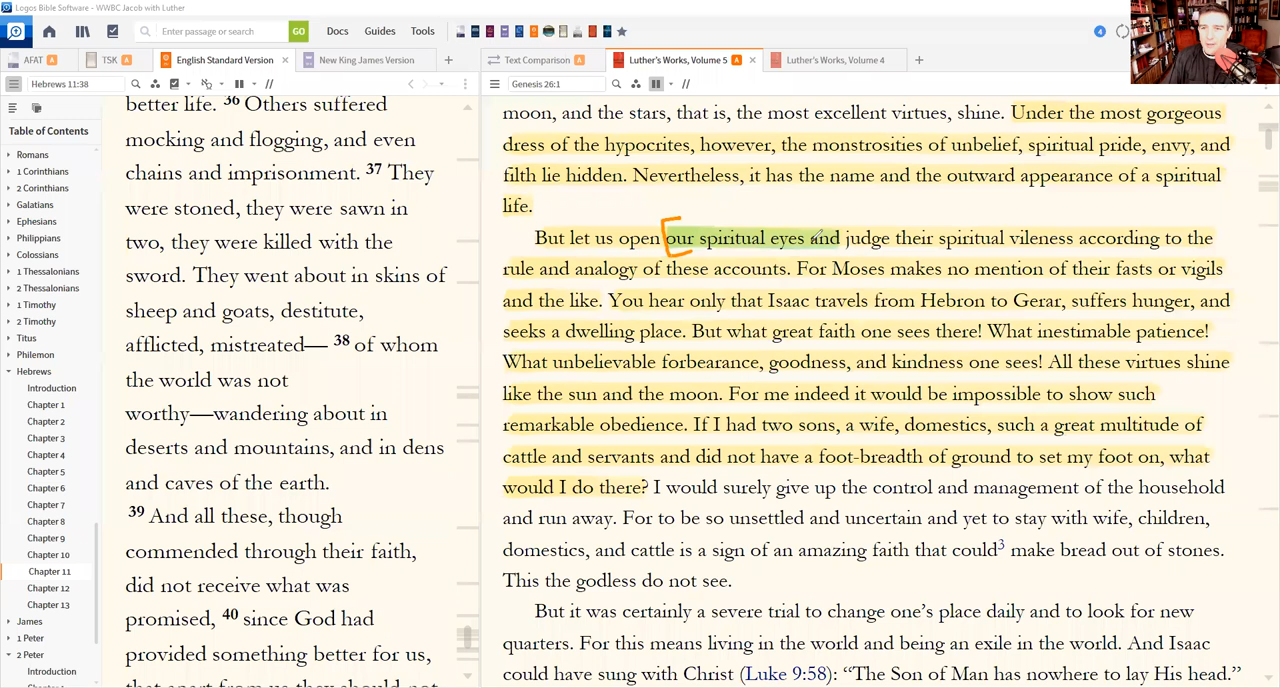 Logos Bible Software - WWBC Jacob with Luther
Enter passage or search
GO
Docs
Guides
Tools
4
AFAT A
TSK A
English Standard Version
New King James Version
Text Comparison A
Luther's Works, Volume 5 A
Luther's Works, Volume 4
Hebrews 11:38
Genesis 26:1
Table of Contents
Romans
1 Corinthians
2 Corinthians
Galatians
Ephesians
Philippians
Colossians
1 Thessalonians
2 Thessalonians
1 Timothy
2 Timothy
Titus
Philemon
Hebrews
Introduction
Chapter 1
Chapter 2
Chapter 3
Chapter 4
Chapter 5
Chapter 6
Chapter 7
Chapter 8
Chapter 9
Chapter 10
Chapter 11
Chapter 12
Chapter 13
James
1 Peter
2 Peter
Introduction
better life. 36 Others suffered
mocking and flogging, and even
chains and imprisonment. 37 They
were stoned, they were sawn in
two, they were killed with the
sword. They went about in skins of
sheep and goats, destitute,
afflicted, mistreated— 38 of whom
the world was not
worthy—wandering about in
deserts and mountains, and in dens
and caves of the earth.
39 And all these, though
commended through their faith,
did not receive what was
promised, 40 since God had
provided something better for us,
that apart from us they should not
moon, and the stars, that is, the most excellent virtues, shine. Under the most gorgeous
dress of the hypocrites, however, the monstrosities of unbelief, spiritual pride, envy, and
filth lie hidden. Nevertheless, it has the name and the outward appearance of a spiritual
life.
But let us open our spiritual eyes and judge their spiritual vileness according to the
rule and analogy of these accounts. For Moses makes no mention of their fasts or vigils
and the like. You hear only that Isaac travels from Hebron to Gerar, suffers hunger, and
seeks a dwelling place. But what great faith one sees there! What inestimable patience!
What unbelievable forbearance, goodness, and kindness one sees! All these virtues shine
like the sun and the moon. For me indeed it would be impossible to show such
remarkable obedience. If I had two sons, a wife, domestics, such a great multitude of
cattle and servants and did not have a foot-breadth of ground to set my foot on, what
would I do there? I would surely give up the control and management of the household
and run away. For to be so unsettled and uncertain and yet to stay with wife, children,
domestics, and cattle is a sign of an amazing faith that could3 make bread out of stones.
This the godless do not see.
But it was certainly a severe trial to change one's place daily and to look for new
quarters. For this means living in the world and being an exile in the world. And Isaac
could have sung with Christ (Luke 9:58): “The Son of Man has nowhere to lay His head.”